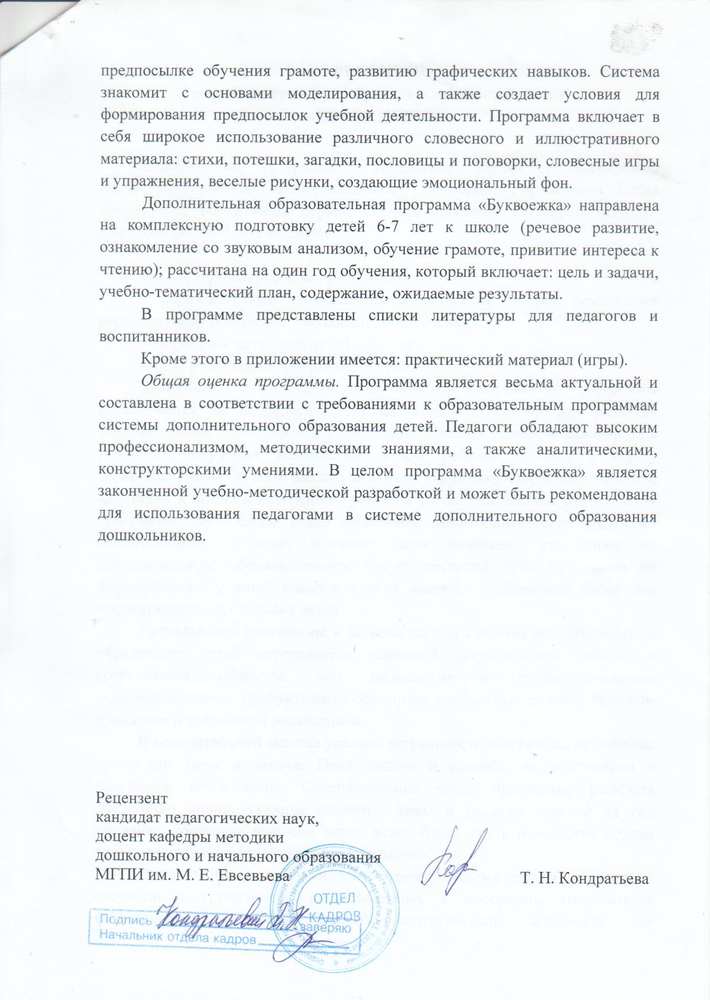 предпосылке обучения грамоте, развитию графических навыков. Система
знакомит с основами моделирования, а также создает условия для
формирования предпосылок учебной деятельности. Программа включает в
себя широкое использование различного словесного и иллюстративного
материала: стихи, потешки, загадки, пословицы и поговорки, словесные игры
и упражнения, веселые рисунки, создающие эмоциональный фон.
Дополнительная образовательная программа «Буквоежка» направлена
на комплексную подготовку детей 6-7 лет к школе (речевое развитие,
ознакомление со звуковым анализом, обучение грамоте, привитие интереса к
чтению); рассчитана на один год обучения, который включает: цель и задачи,
учебно-тематический план, содержание, ожидаемые результаты.
В программе представлены списки литературы для педагогов и
воспитанников.
Кроме этого в приложении имеется: практический материал (игры).
Общая оценка программы. Программа является весьма актуальной и
составлена в соответствии с требованиями к образовательным программам
системы дополнительного образования детей. Педагоги обладают высоким
профессионализмом, методическими знаниями, а также аналитическими,
конструкторскими умениями. В целом программа «Буквоежка» является
законченной учебно-методической разработкой и может быть рекомендована
для использования педагогами в системе дополнительного образования
дошкольников.
Рецензент
кандидат педагогических наук,
доцент кафедры методики
дошкольного и начального образования
МГПИ им. М. Е. Евсевьева
Т. Н. Кондратьева
ОТДЕЛ
КАДРОВ
Подпись Кондратьевой Т.Н. заверяю
Начальник отдела кадров